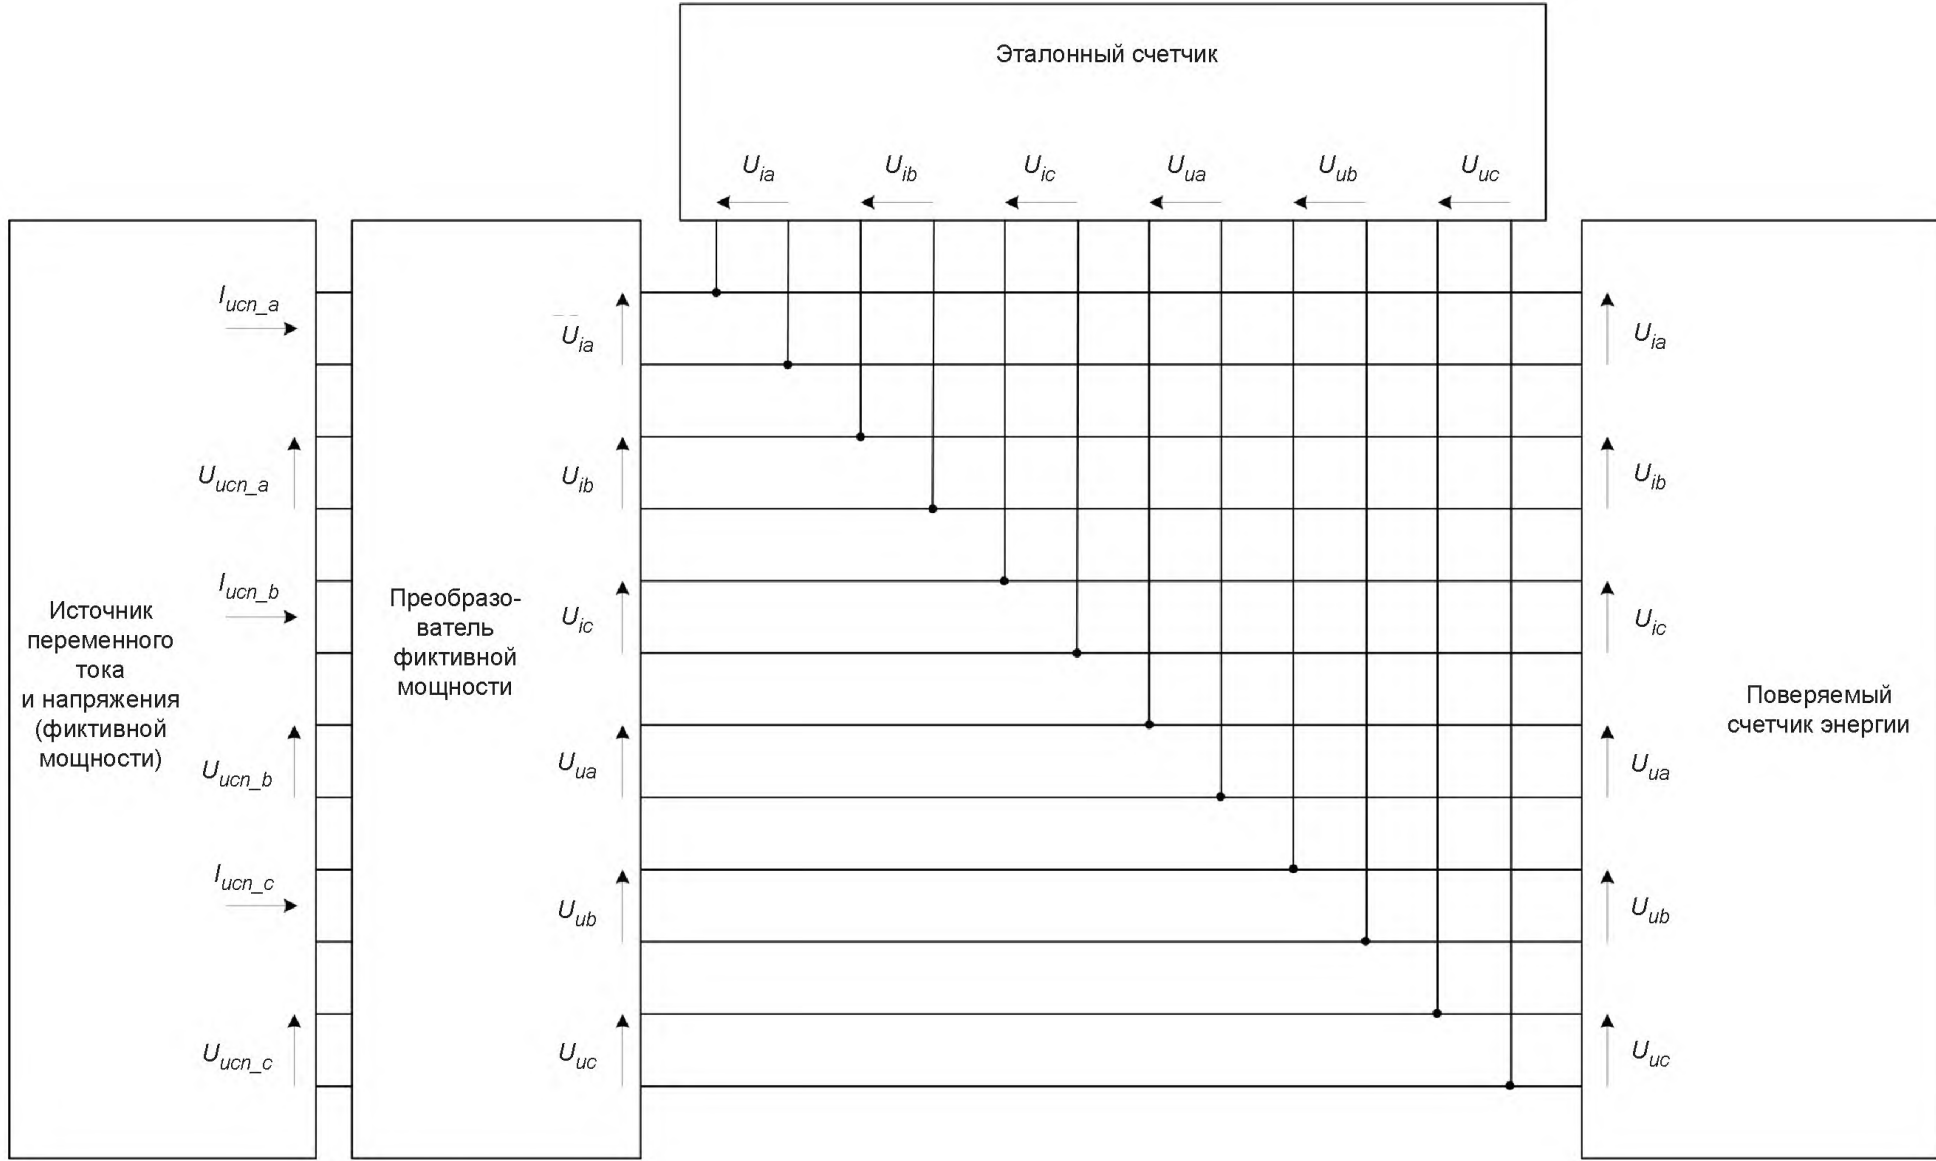 Эталонный счетчик
U_ia U_ib U_ic U_ua U_ub U_uc
I_ucn_a
U_ucn_a
I_ucn_b
U_ucn_b
I_ucn_c
U_ucn_c
Источник
переменного
тока
и напряжения
(фиктивной
мощности)
Преобразо-
ватель
фиктивной
мощности
U_ia
U_ib
U_ic
U_ua
U_ub
U_uc
U_ia
U_ib
U_ic
U_ua
U_ub
U_uc
Поверяемый
счетчик энергии